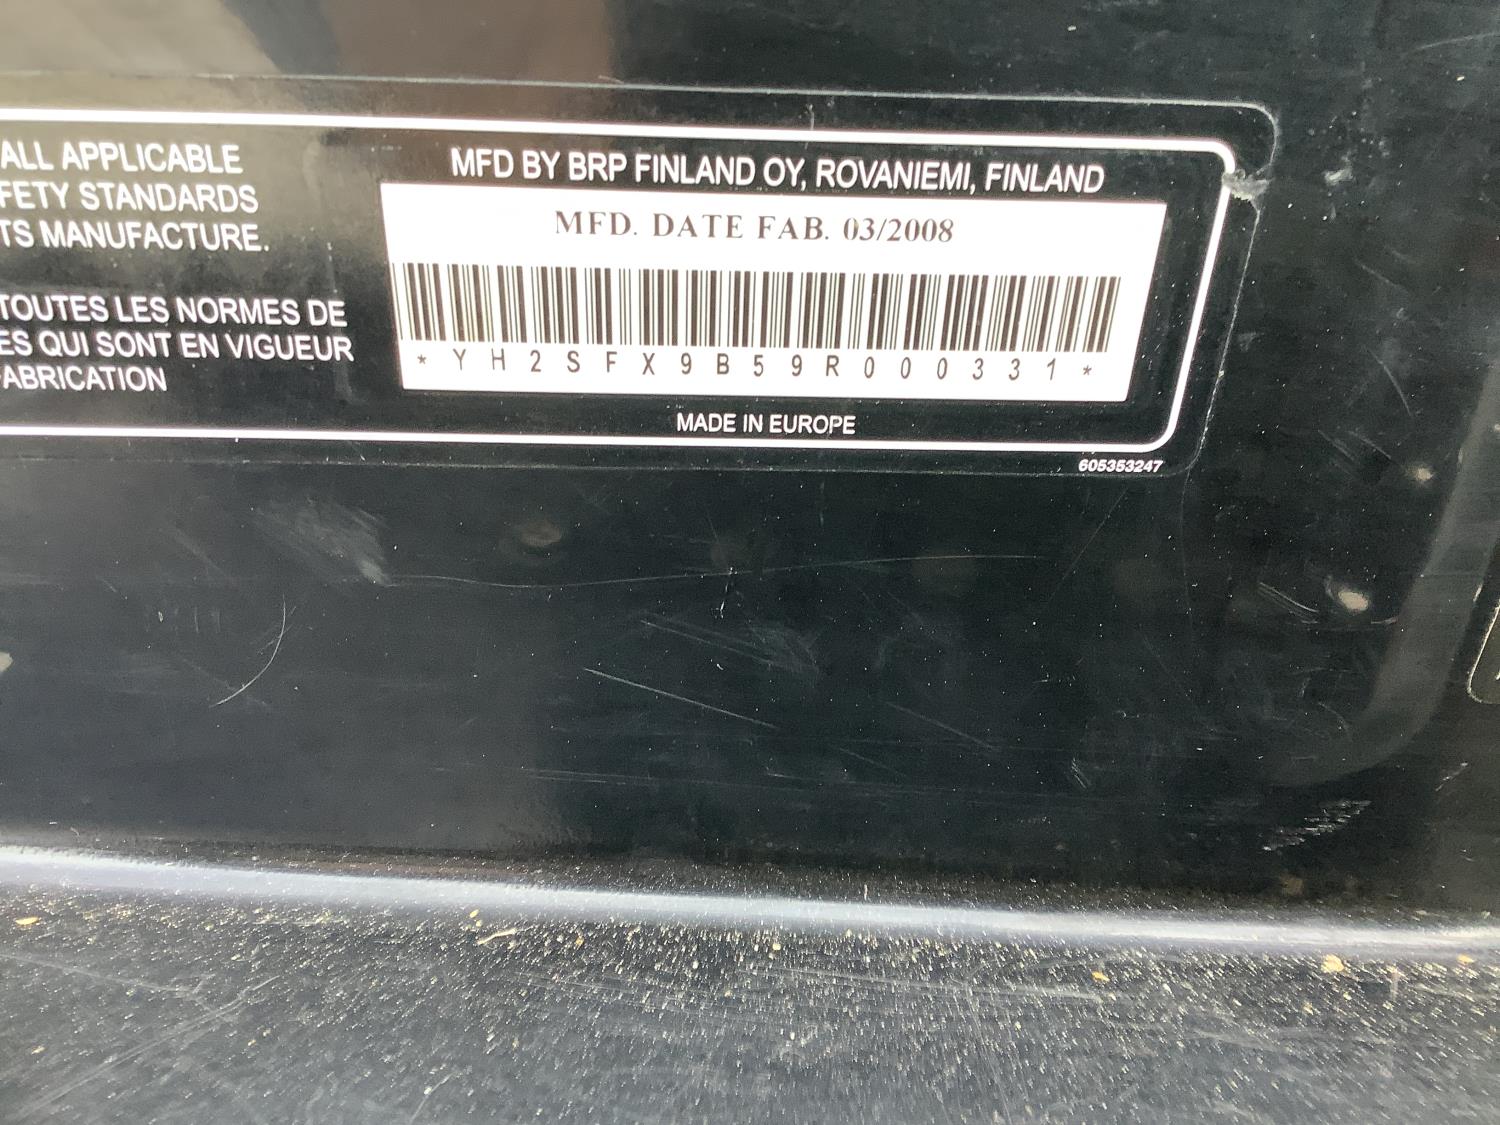 ALL APPLICABLE
FETY STANDARDS
TS MANUFACTURE.
TOUTES LES NORMES DE
ES QUI SONT EN VIGUEUR
FABRICATION
MFD BY BRP FINLAND OY, ROVANIEMI, FINLAND
MFD. DATE FAB. 03/2008
*YH2SFX9B59R000331*
MADE IN EUROPE
605353247